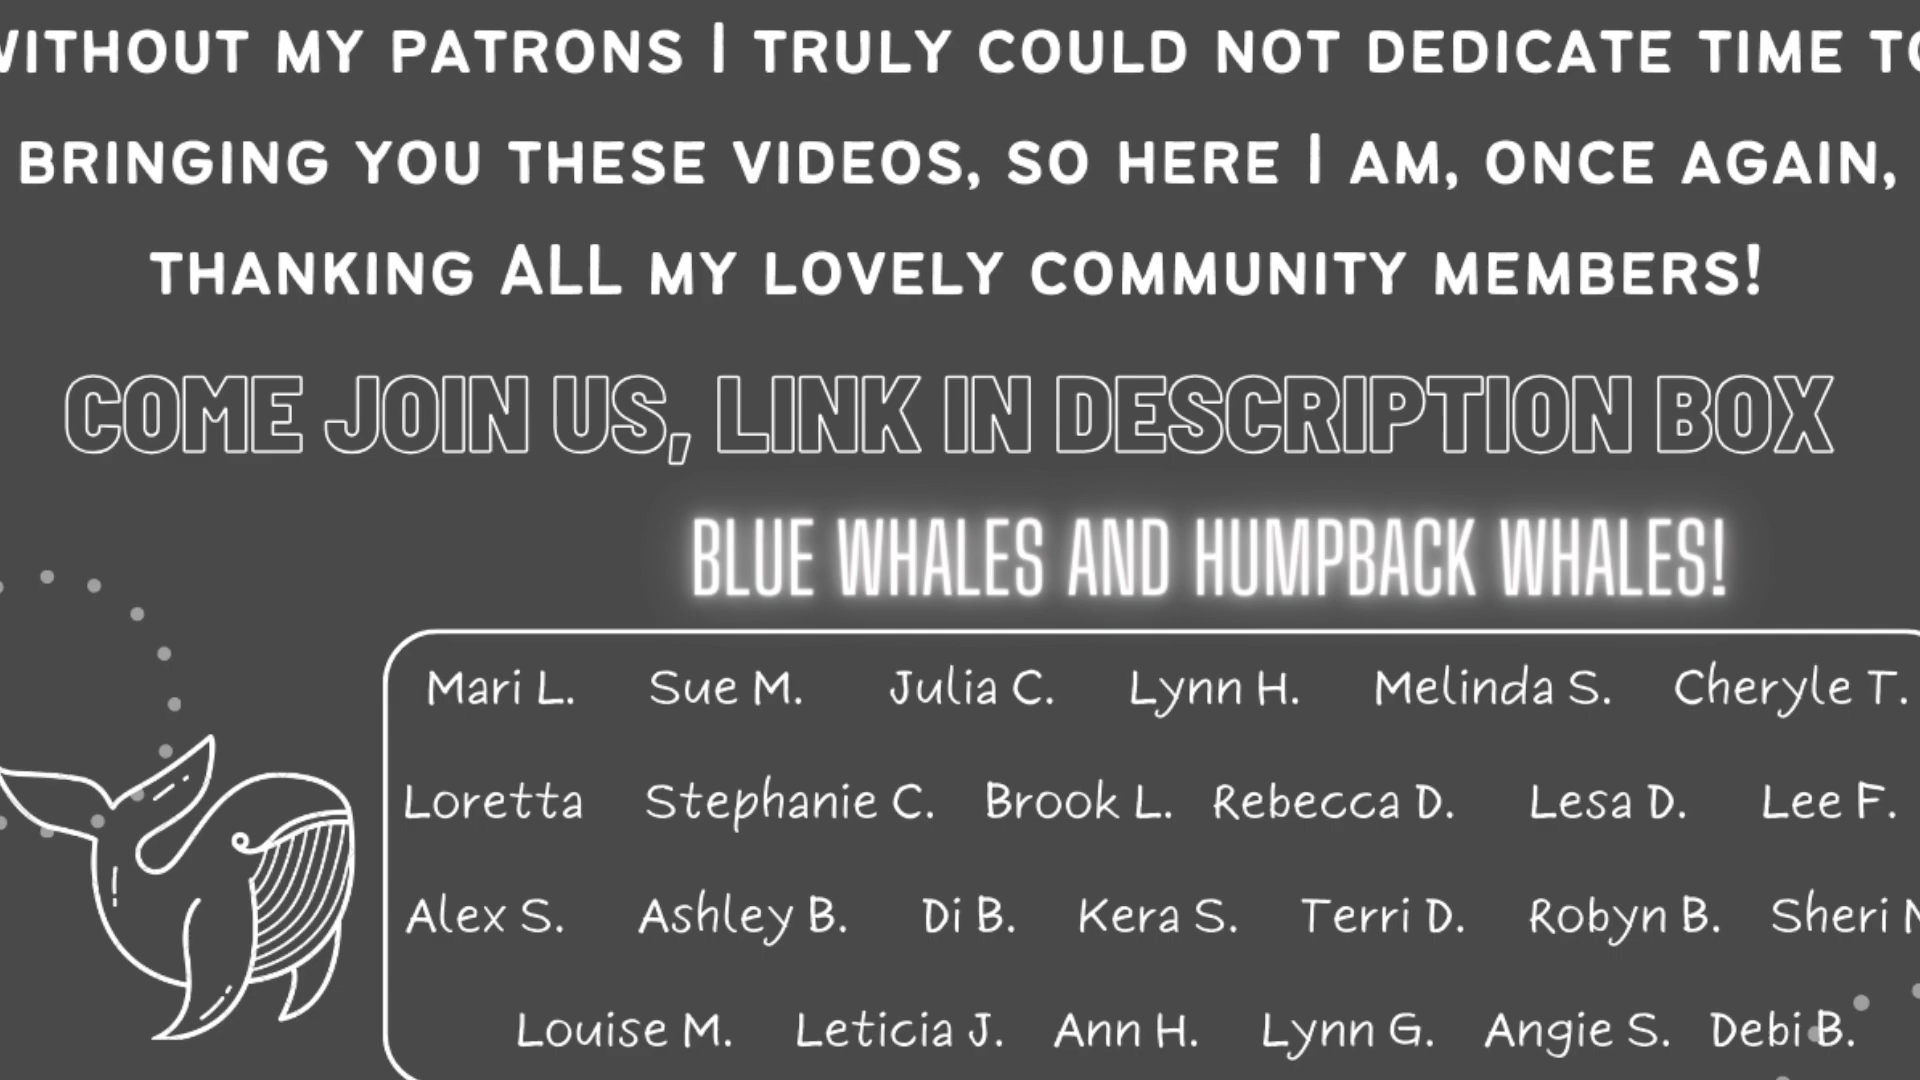 WITHOUT MY PATRONS I TRULY COULD NOT DEDICATE TIME TO
BRINGING YOU THESE VIDEOS, SO HERE I AM, ONCE AGAIN,
THANKING ALL MY LOVELY COMMUNITY MEMBERS!
COME JOIN US, LINK IN DESCRIPTION BOX
BLUE WHALES AND HUMPBACK WHALES!
Mari L. Sue M. Julia C. Lynn H. Melinda S. Cheryle T.
Loretta Stephanie C. Brook L. Rebecca D. Lesa D. Lee F.
Alex S. Ashley B. Di B. Kera S. Terri D. Robyn B. Sheri
Louise M. Leticia J. Ann H. Lynn G. Angie S. Debi B.